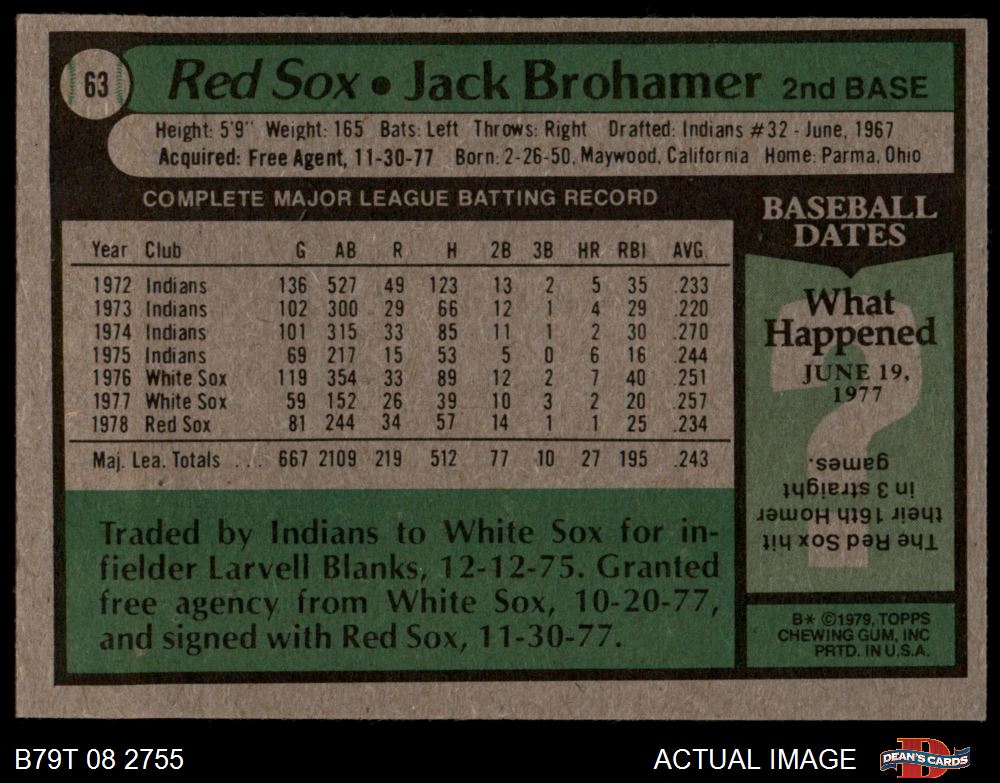 63
Red Sox • Jack Brohamer 2nd BASE
Height: 5'9" Weight: 165 Bats: Left Throws: Right Drafted: Indians #32 - June, 1967
Acquired: Free Agent, 11-30-77 Born: 2-26-50, Maywood, California Home: Parma, Ohio
COMPLETE MAJOR LEAGUE BATTING RECORD
Year Club G AB R H 2B 3B HR RBI AVG.
1972 Indians 136 527 49 123 13 2 5 35 .233
1973 Indians 102 300 29 66 12 1 4 29 .220
1974 Indians 101 315 33 85 11 1 2 30 .270
1975 Indians 69 217 15 53 5 0 6 16 .244
1976 White Sox 119 354 33 89 12 2 7 40 .251
1977 White Sox 59 152 26 39 10 3 2 20 .257
1978 Red Sox 81 244 34 57 14 1 1 25 .234
Maj. Lea. Totals ... 667 2109 219 512 77 10 27 195 .243
Traded by Indians to White Sox for in-
fielder Larvell Blanks, 12-12-75. Granted
free agency from White Sox, 10-20-77,
and signed with Red Sox, 11-30-77.
BASEBALL
DATES
What
Happened
JUNE 19,
1977
The Red Sox hit
their 16th Homer
in 3 straight
games.
B* ©1979, TOPPS
CHEWING GUM, INC
PRTD. IN U.S.A.
B79T 08 2755
ACTUAL IMAGE
DEAN'S CARDS